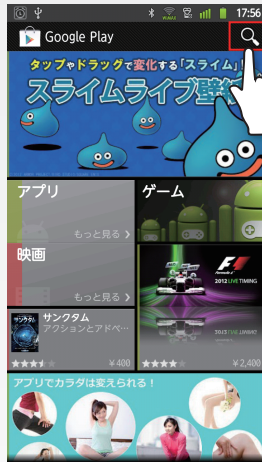 17:56
Google Play
タップやドラッグで変化する「スライム」!
スライムライブ壁紙
アプリ
もっと見る
ゲーム
映画
もっと見る
サンクタム
アクションとアドベ…
¥400
F1
Formula 1
2012 LIVE TIMING
¥2,400
アプリでカラダは変えられる!